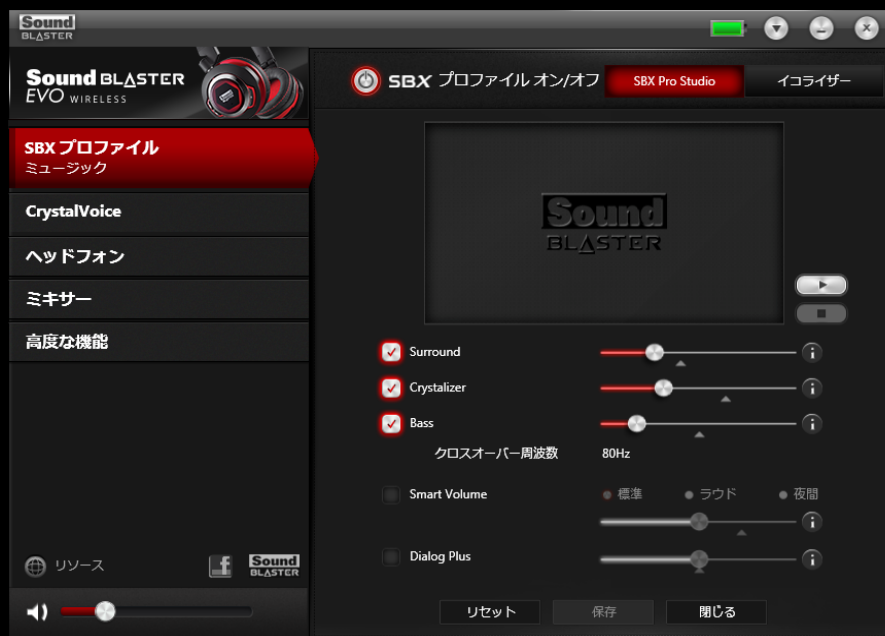 Sound
BLASTER
Sound BLASTER
EVO WIRELESS
SBX プロファイル オン/オフ
SBX Pro Studio
イコライザー
SBX プロファイル
ミュージック
CrystalVoice
ヘッドフォン
ミキサー
高度な機能
Sound
BLASTER
Surround
Crystalizer
Bass
クロスオーバー周波数 80Hz
Smart Volume
標準 ラウド 夜間
Dialog Plus
リソース
f
Sound
BLASTER
リセット
保存
閉じる